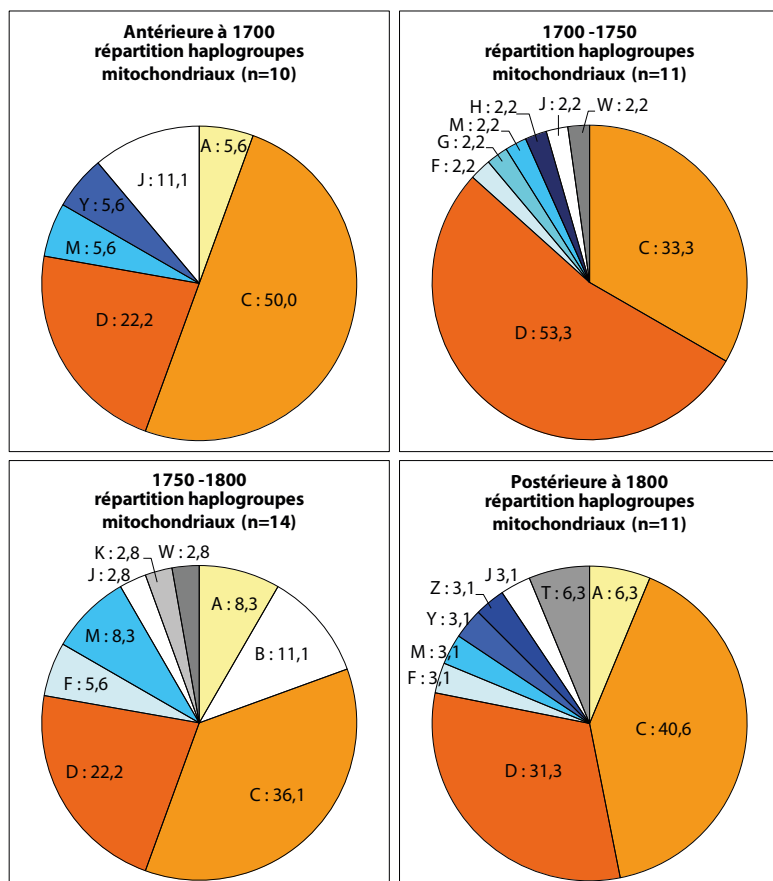 Antérieure à 1700
répartition haplogroupes
mitochondriaux (n=10)
A : 5,6
J : 11,1
Y : 5,6
M : 5,6
C : 50,0
D : 22,2
1700 -1750
répartition haplogroupes
mitochondriaux (n=11)
H : 2,2
J : 2,2
W : 2,2
M : 2,2
G : 2,2
F : 2,2
C : 33,3
D : 53,3
1750 -1800
répartition haplogroupes
mitochondriaux (n=14)
K : 2,8
W : 2,8
J : 2,8
A : 8,3
M : 8,3
B : 11,1
F : 5,6
D : 22,2
C : 36,1
Postérieure à 1800
répartition haplogroupes
mitochondriaux (n=11)
J 3,1
Z : 3,1
T : 6,3
A : 6,3
Y : 3,1
M : 3,1
F : 3,1
C : 40,6
D : 31,3